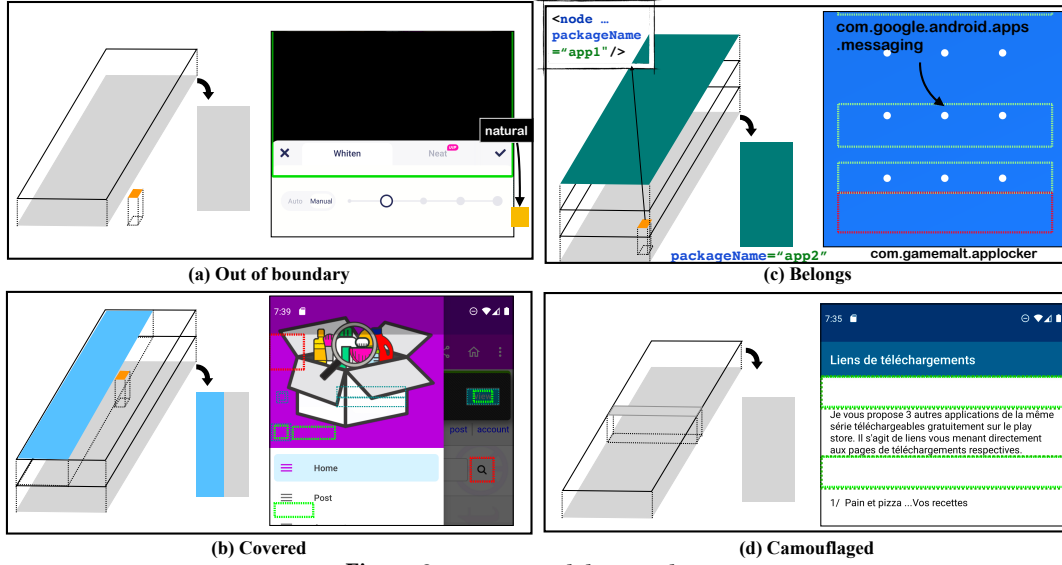 natural
Whiten
Neat
VIP
Auto Manual
(a) Out of boundary
<node …
packageName
="app1"/>
com.google.android.apps
.messaging
packageName="app2"
com.gamemalt.applocker
(c) Belongs
7:39
post | account
Home
Post
(b) Covered
7:35
Liens de téléchargements
Je vous propose 3 autres applications de la même
série téléchargeables gratuitement sur le play
store. Il s'agit de liens vous menant directement
aux pages de téléchargements respectives.
1/ Pain et pizza ...Vos recettes
(d) Camouflaged